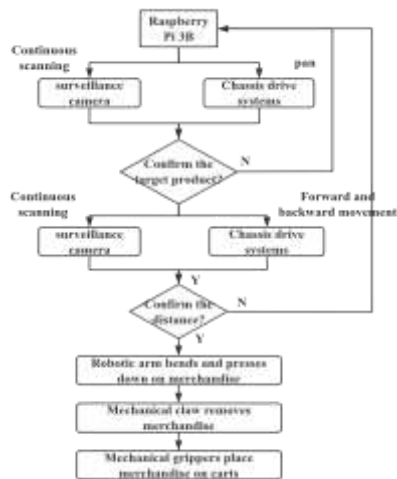 Raspberry
Pi 3B
Continuous
scanning
pan
surveillance
camera
Chassis drive
systems
Confirm the
target product?
N
Continuous
scanning
Forward and
backward movement
surveillance
camera
Chassis drive
systems
Y
Confirm the
distance?
N
Y
Robotic arm bends and presses
down on merchandise
Mechanical claw removes
merchandise
Mechanical grippers place
merchandise on carts